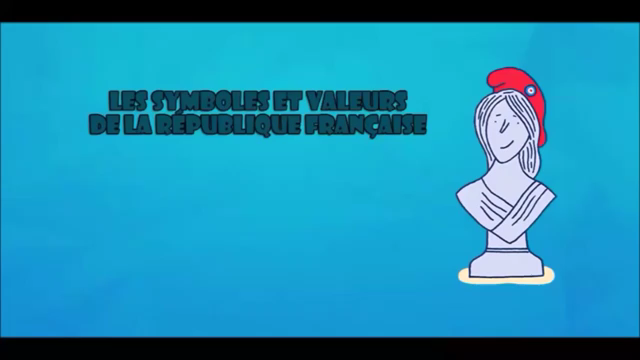 LES SYMBOLES ET VALEURS
DE LA RÉPUBLIQUE FRANÇAISE